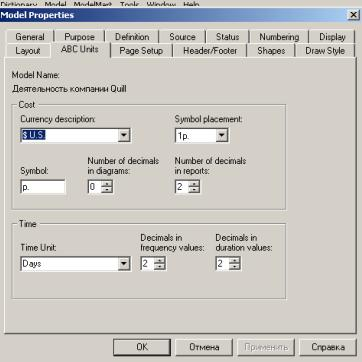 Dictionary Model ModelMart Tools Window Help
Model Properties
General Purpose Definition Source Status Numbering Display
Layout ABC Units Page Setup Header/Footer Shapes Draw Style
Model Name:
Деятельность компании Quill
Cost
Currency description: Symbol placement:
$ U.S. 1p.
Symbol: Number of decimals in diagrams: Number of decimals in reports:
p. 0 2
Time
Time Unit: Decimals in frequency values: Decimals in duration values:
Days 2 2
OK Отмена Применить Справка